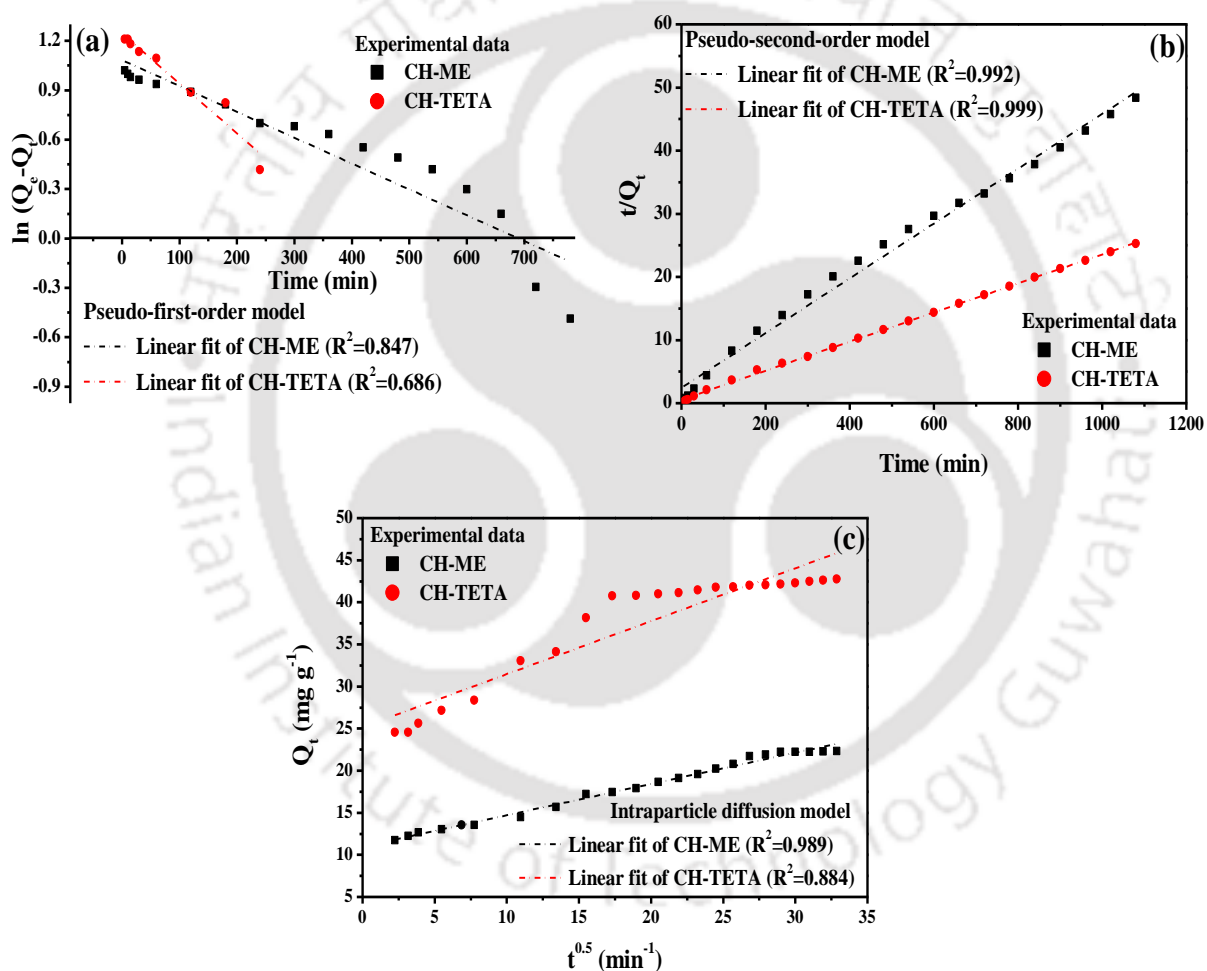 (a)
Experimental data
CH-ME
CH-TETA
1.2
0.9
0.6
0.3
0.0
-0.3
-0.6
-0.9
ln (Qe-Qt)
0 100 200 300 400 500 600 700
Time (min)
Pseudo-first-order model
Linear fit of CH-ME (R²=0.847)
Linear fit of CH-TETA (R²=0.686)
(b)
Pseudo-second-order model
Linear fit of CH-ME (R²=0.992)
Linear fit of CH-TETA (R²=0.999)
60
50
40
30
20
10
0
t/Qt
Experimental data
CH-ME
CH-TETA
0 200 400 600 800 1000 1200
Time (min)
(c)
Experimental data
CH-ME
CH-TETA
50
45
40
35
30
25
20
15
10
5
Qt (mg g⁻¹)
Intraparticle diffusion model
Linear fit of CH-ME (R²=0.989)
Linear fit of CH-TETA (R²=0.884)
0 5 10 15 20 25 30 35
t⁰·⁵ (min⁻¹)
Indian Institute of Technology Guwahati